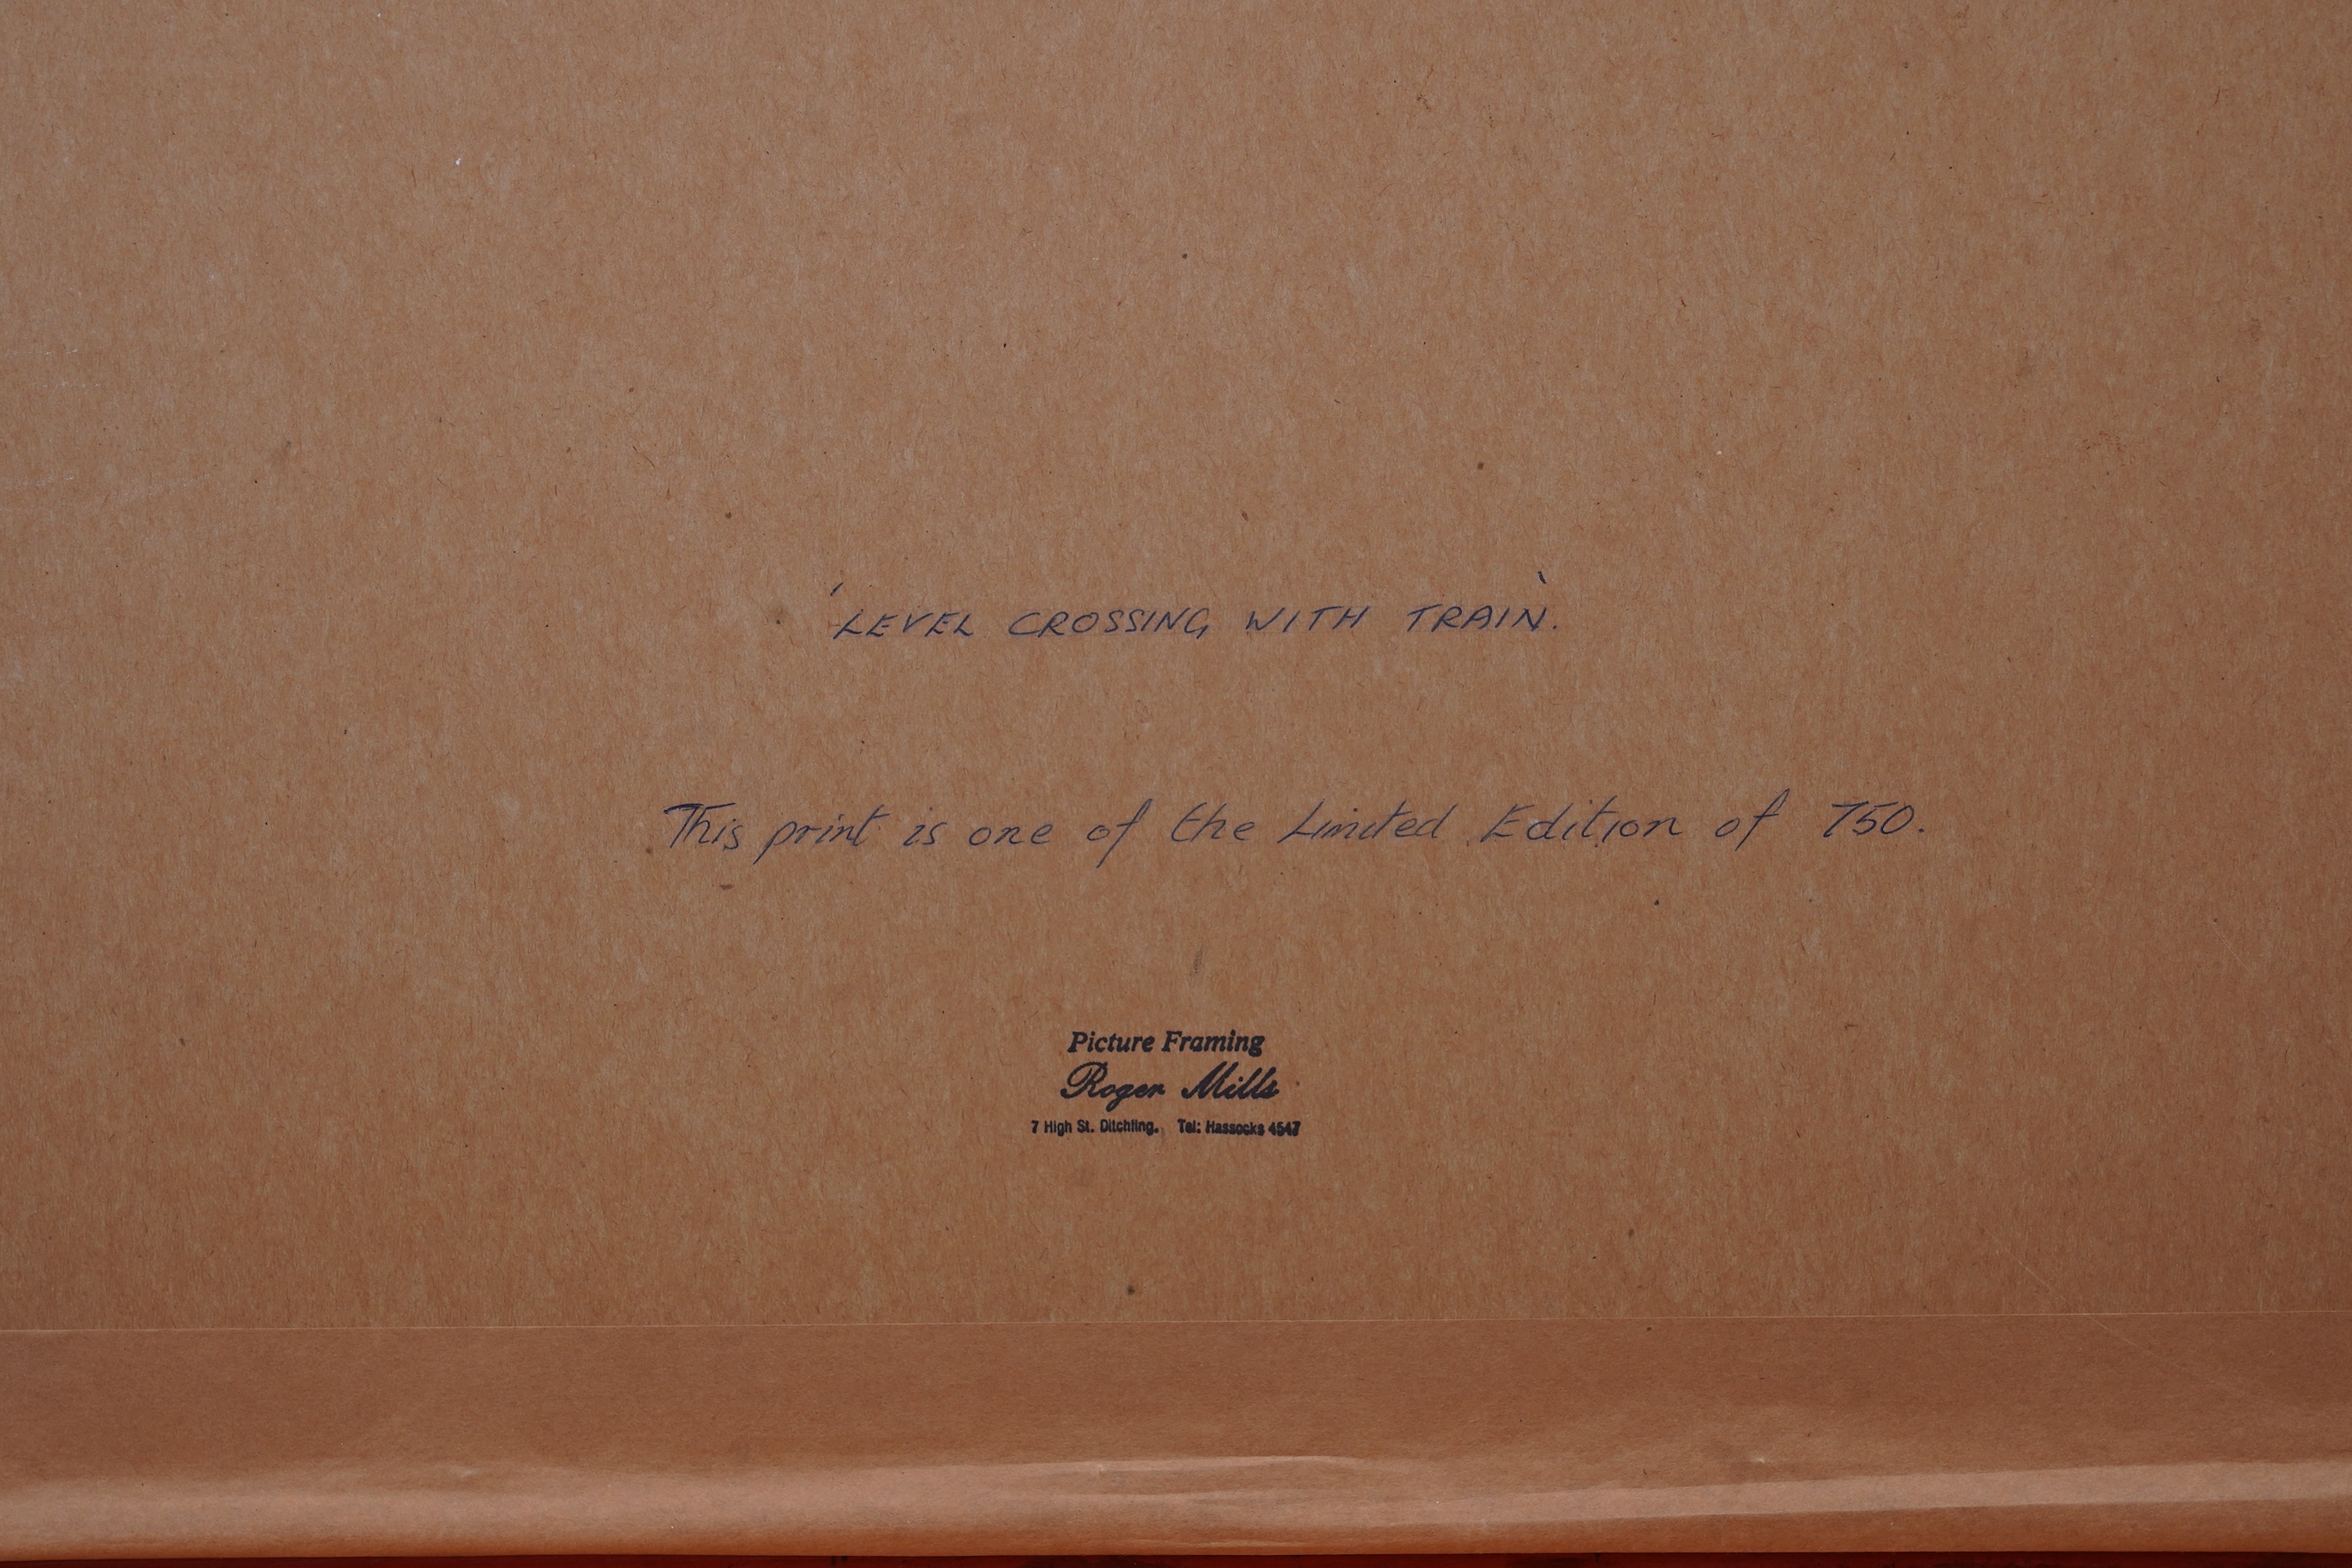 'LEVEL CROSSING WITH TRAIN'.
This print is one of the Limited Edition of 750.
Picture Framing
Roger Mills
7 High St. Ditchling. Tel: Hassocks 4547